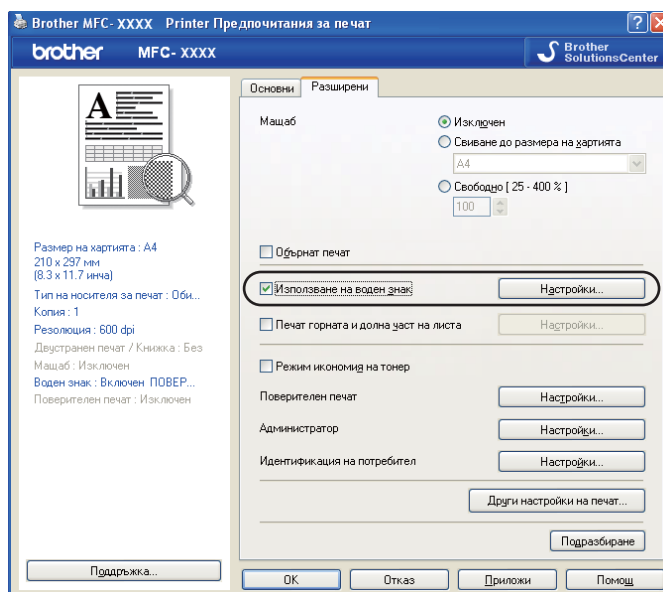 Brother MFC- XXXX Printer Предпочитания за печат
brother MFC- XXXX
Brother
SolutionsCenter
A
Размер на хартията : A4
210 x 297 мм
(8.3 x 11.7 инча)
Тип на носителя за печат : Оби...
Копия : 1
Резолюция : 600 dpi
Двустранен печат / Книжка : Без
Мащаб : Изключен
Воден знак : Включен ПОВЕР...
Поверителен печат : Изключен
Поддръжка...
Основни Разширени
Мащаб
Изключен
Свиване до размера на хартията
A4
Свободно [ 25 - 400 % ]
100
Обърнат печат
Използване на воден знак Настройки...
Печат горната и долна част на листа Настройки...
Режим икономия на тонер
Поверителен печат Настройки...
Администратор Настройки...
Идентификация на потребител Настройки...
Други настройки на печат...
Подразбиране
OK Отказ Приложи Помощ